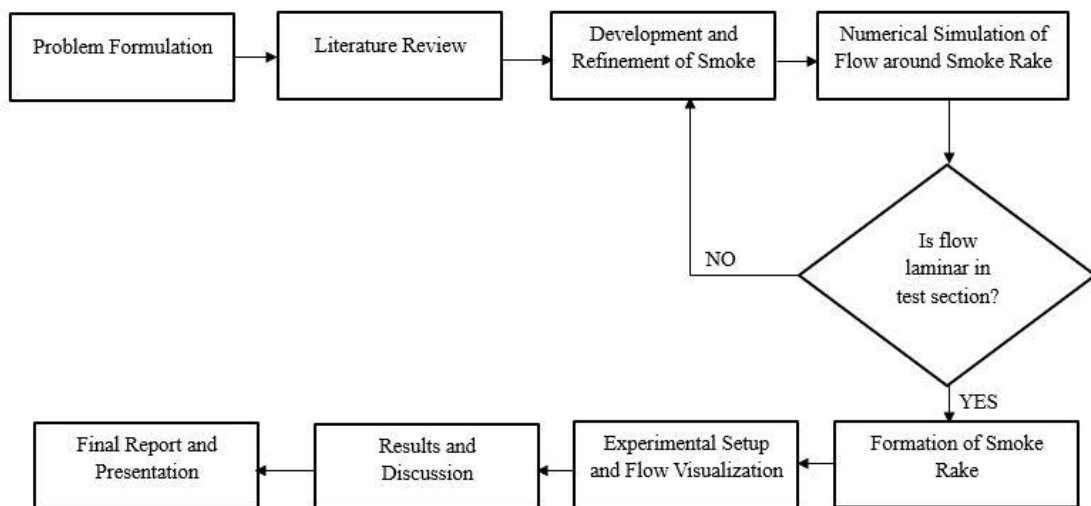 Problem Formulation
Literature Review
Development and
Refinement of Smoke
Numerical Simulation of
Flow around Smoke Rake
Is flow
laminar in
test section?
NO
YES
Formation of Smoke
Rake
Experimental Setup
and Flow Visualization
Results and
Discussion
Final Report and
Presentation